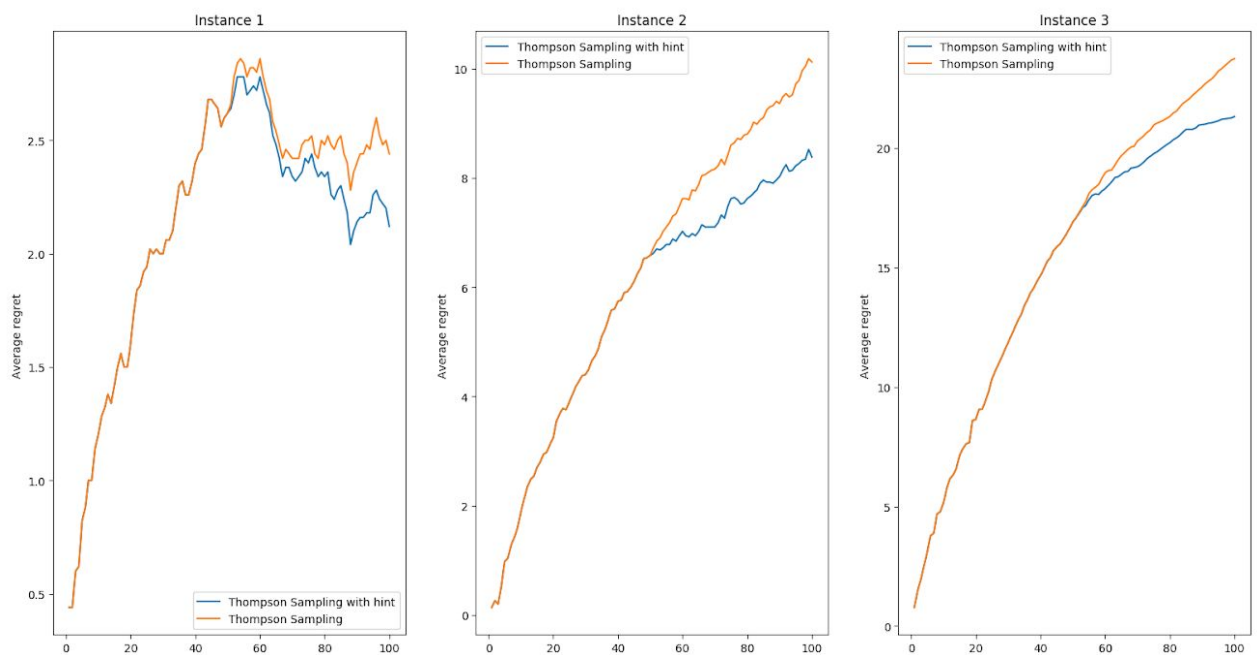 Instance 1
Average regret
2.5
2.0
1.5
1.0
0.5
0 20 40 60 80 100
Thompson Sampling with hint
Thompson Sampling
Instance 2
Average regret
10
8
6
4
2
0
0 20 40 60 80 100
Thompson Sampling with hint
Thompson Sampling
Instance 3
Average regret
20
15
10
5
0
0 20 40 60 80 100
Thompson Sampling with hint
Thompson Sampling